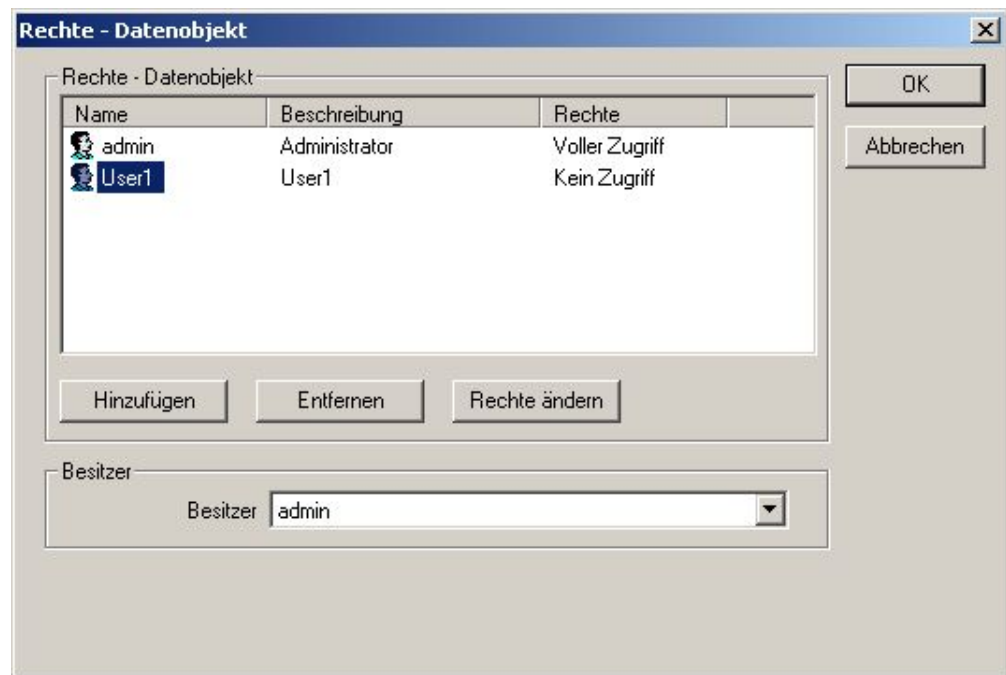 Rechte - Datenobjekt
Rechte - Datenobjekt
Name Beschreibung Rechte
admin Administrator Voller Zugriff
User1 User1 Kein Zugriff
Hinzufügen Entfernen Rechte ändern
OK
Abbrechen
Besitzer
Besitzer admin